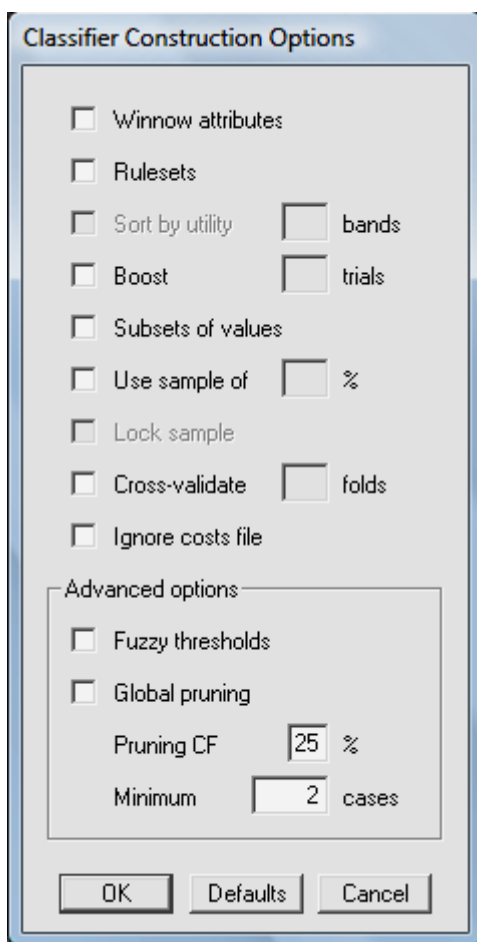 Classifier Construction Options
Winnow attributes
Rulesets
Sort by utility bands
Boost trials
Subsets of values
Use sample of %
Lock sample
Cross-validate folds
Ignore costs file
Advanced options
Fuzzy thresholds
Global pruning
Pruning CF 25 %
Minimum 2 cases
OK Defaults Cancel